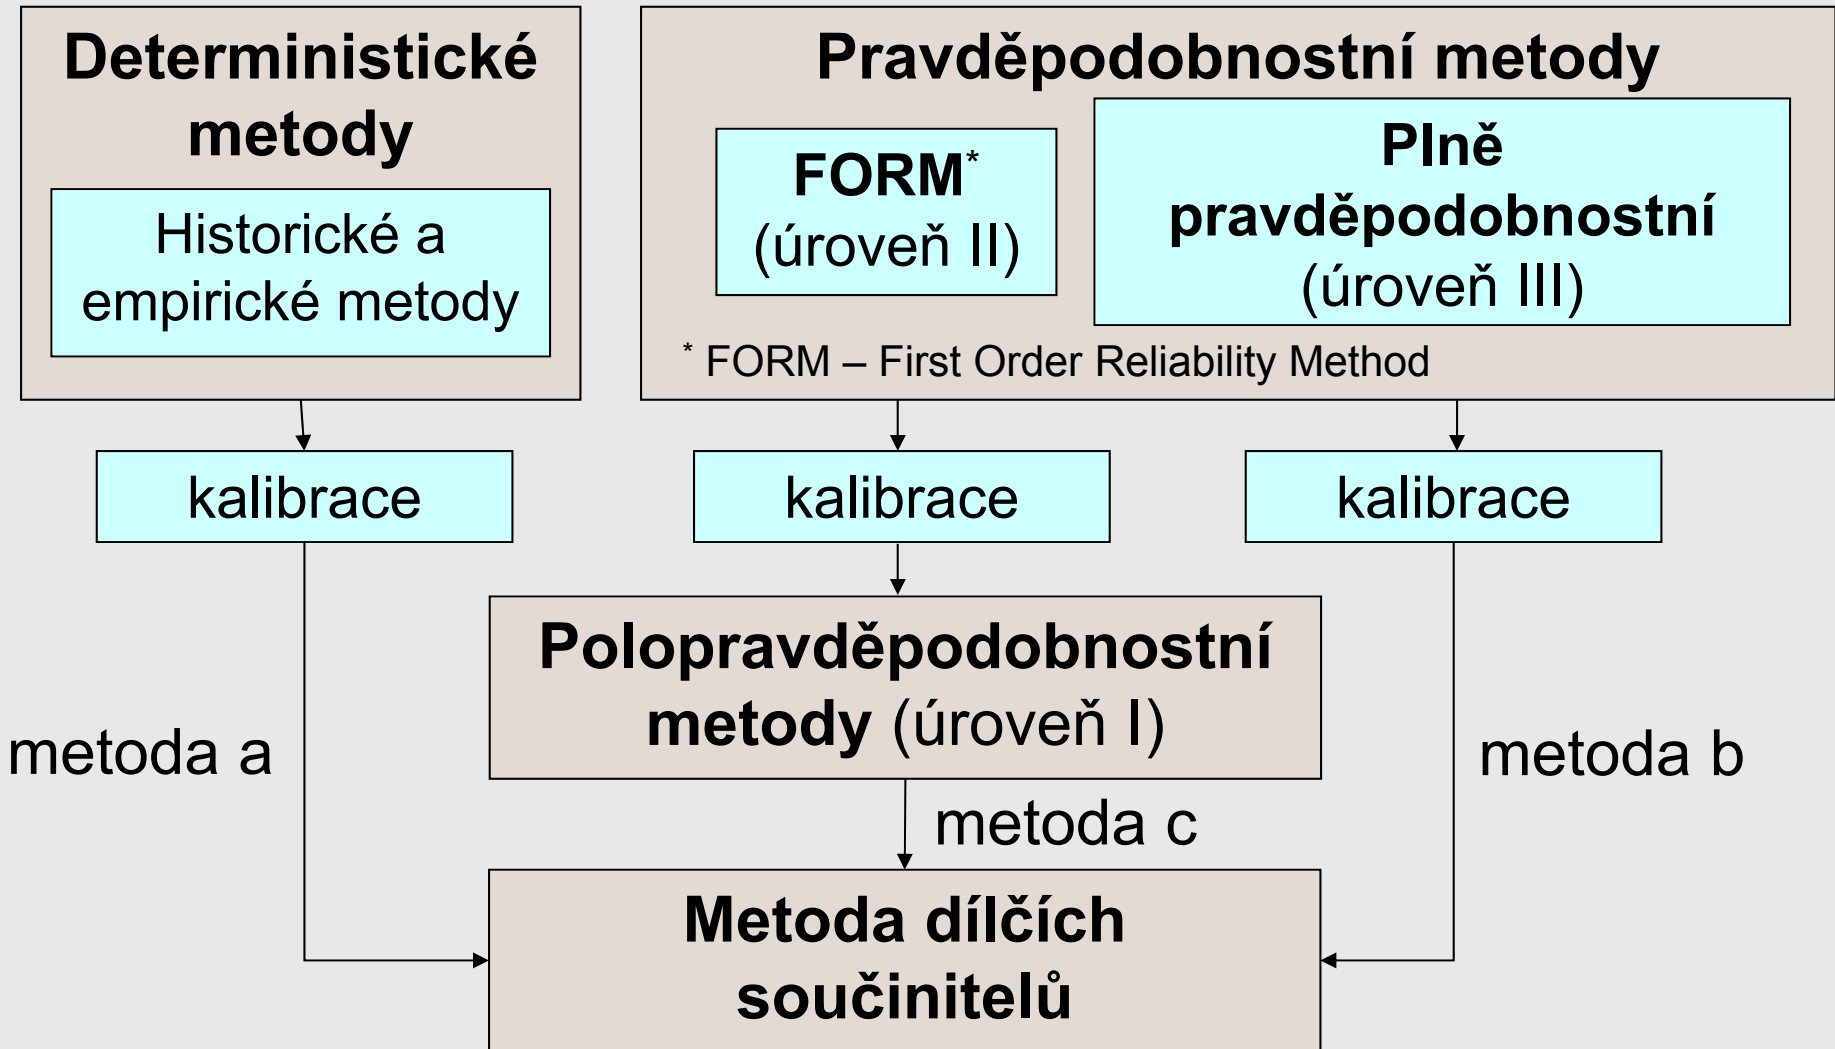 Deterministické
metody
Historické a
empirické metody
Pravděpodobnostní metody
FORM*
(úroveň II)
Plně
pravděpodobnostní
(úroveň III)
* FORM – First Order Reliability Method
kalibrace
kalibrace
kalibrace
Polopravděpodobnostní
metody (úroveň I)
metoda a
metoda b
metoda c
Metoda dílčích
součinitelů